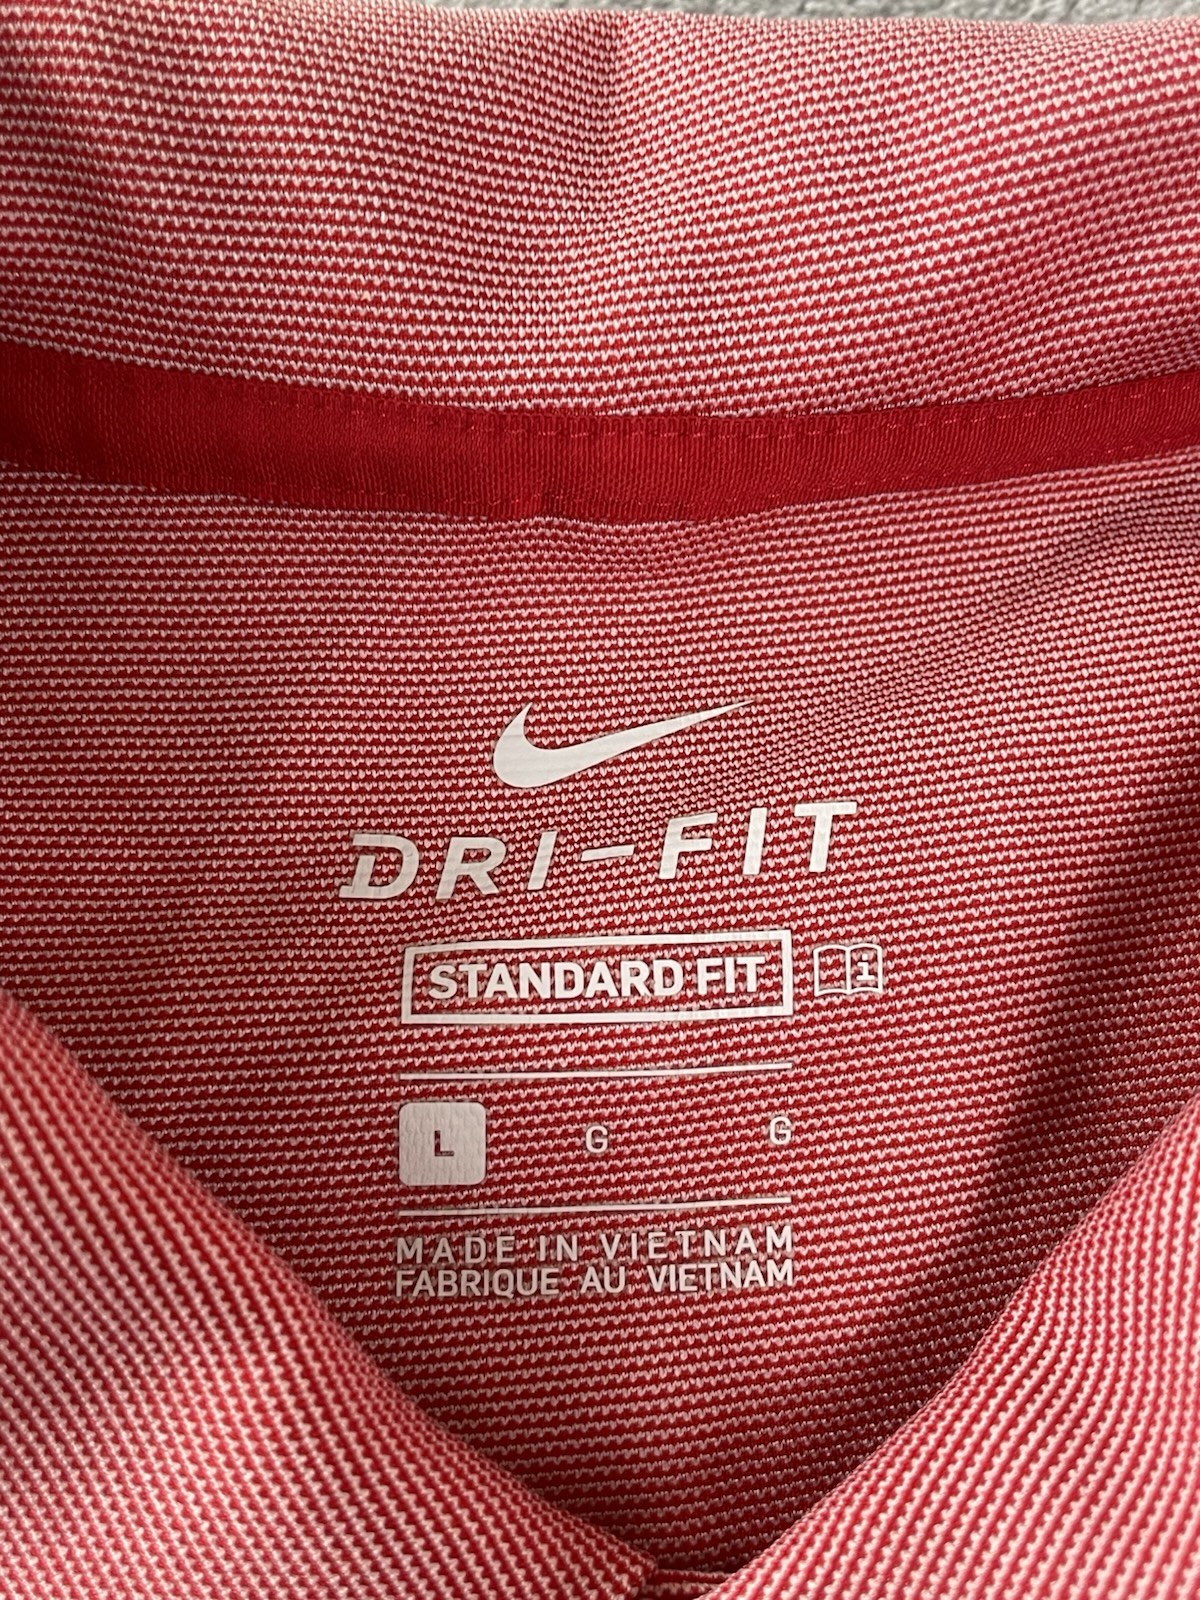 DRI-FIT
STANDARD FIT i
L G G
MADE IN VIETNAM
FABRIQUE AU VIETNAM